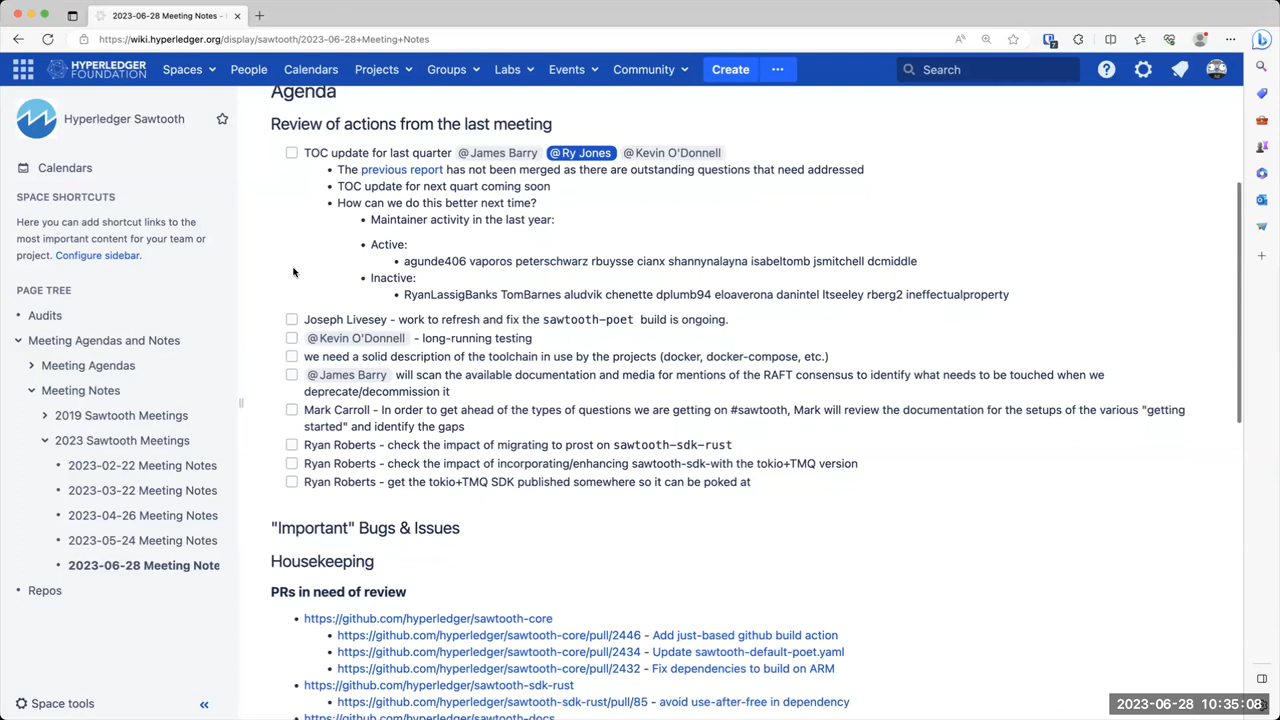 2023-06-28 Meeting Notes -
https://wiki.hyperledger.org/display/sawtooth/2023-06-28+Meeting+Notes
HYPERLEDGER FOUNDATION
Spaces
People
Calendars
Projects
Groups
Labs
Events
Community
Create
Search
Hyperledger Sawtooth
Calendars
SPACE SHORTCUTS
Here you can add shortcut links to the
most important content for your team or
project. Configure sidebar.
PAGE TREE
Audits
Meeting Agendas and Notes
Meeting Agendas
Meeting Notes
2019 Sawtooth Meetings
2023 Sawtooth Meetings
2023-02-22 Meeting Notes
2023-03-22 Meeting Notes
2023-04-26 Meeting Notes
2023-05-24 Meeting Notes
2023-06-28 Meeting Note
Repos
Space tools
Agenda
Review of actions from the last meeting
TOC update for last quarter @James Barry @Ry Jones @Kevin O'Donnell
The previous report has not been merged as there are outstanding questions that need addressed
TOC update for next quart coming soon
How can we do this better next time?
Maintainer activity in the last year:
Active:
agunde406 vaporos peterschwarz rbuysse cianx shannynalayna isabeltomb jsmitchell dcmiddle
Inactive:
RyanLassigBanks TomBarnes aludvik chenette dplumb94 eloaverona danintel ltseeley rberg2 ineffectualproperty
Joseph Livesey - work to refresh and fix the sawtooth-poet build is ongoing.
@Kevin O'Donnell - long-running testing
we need a solid description of the toolchain in use by the projects (docker, docker-compose, etc.)
@James Barry will scan the available documentation and media for mentions of the RAFT consensus to identify what needs to be touched when we
deprecate/decommission it
Mark Carroll - In order to get ahead of the types of questions we are getting on #sawtooth, Mark will review the documentation for the setups of the various "getting
started" and identify the gaps
Ryan Roberts - check the impact of migrating to prost on sawtooth-sdk-rust
Ryan Roberts - check the impact of incorporating/enhancing sawtooth-sdk-with the tokio+TMQ version
Ryan Roberts - get the tokio+TMQ SDK published somewhere so it can be poked at
"Important" Bugs & Issues
Housekeeping
PRs in need of review
https://github.com/hyperledger/sawtooth-core
https://github.com/hyperledger/sawtooth-core/pull/2446 - Add just-based github build action
https://github.com/hyperledger/sawtooth-core/pull/2434 - Update sawtooth-default-poet.yaml
https://github.com/hyperledger/sawtooth-core/pull/2432 - Fix dependencies to build on ARM
https://github.com/hyperledger/sawtooth-sdk-rust
https://github.com/hyperledger/sawtooth-sdk-rust/pull/85 - avoid use-after-free in dependency
https://github.com/hyperledger/sawtooth-docs
2023-06-28 10:35:08